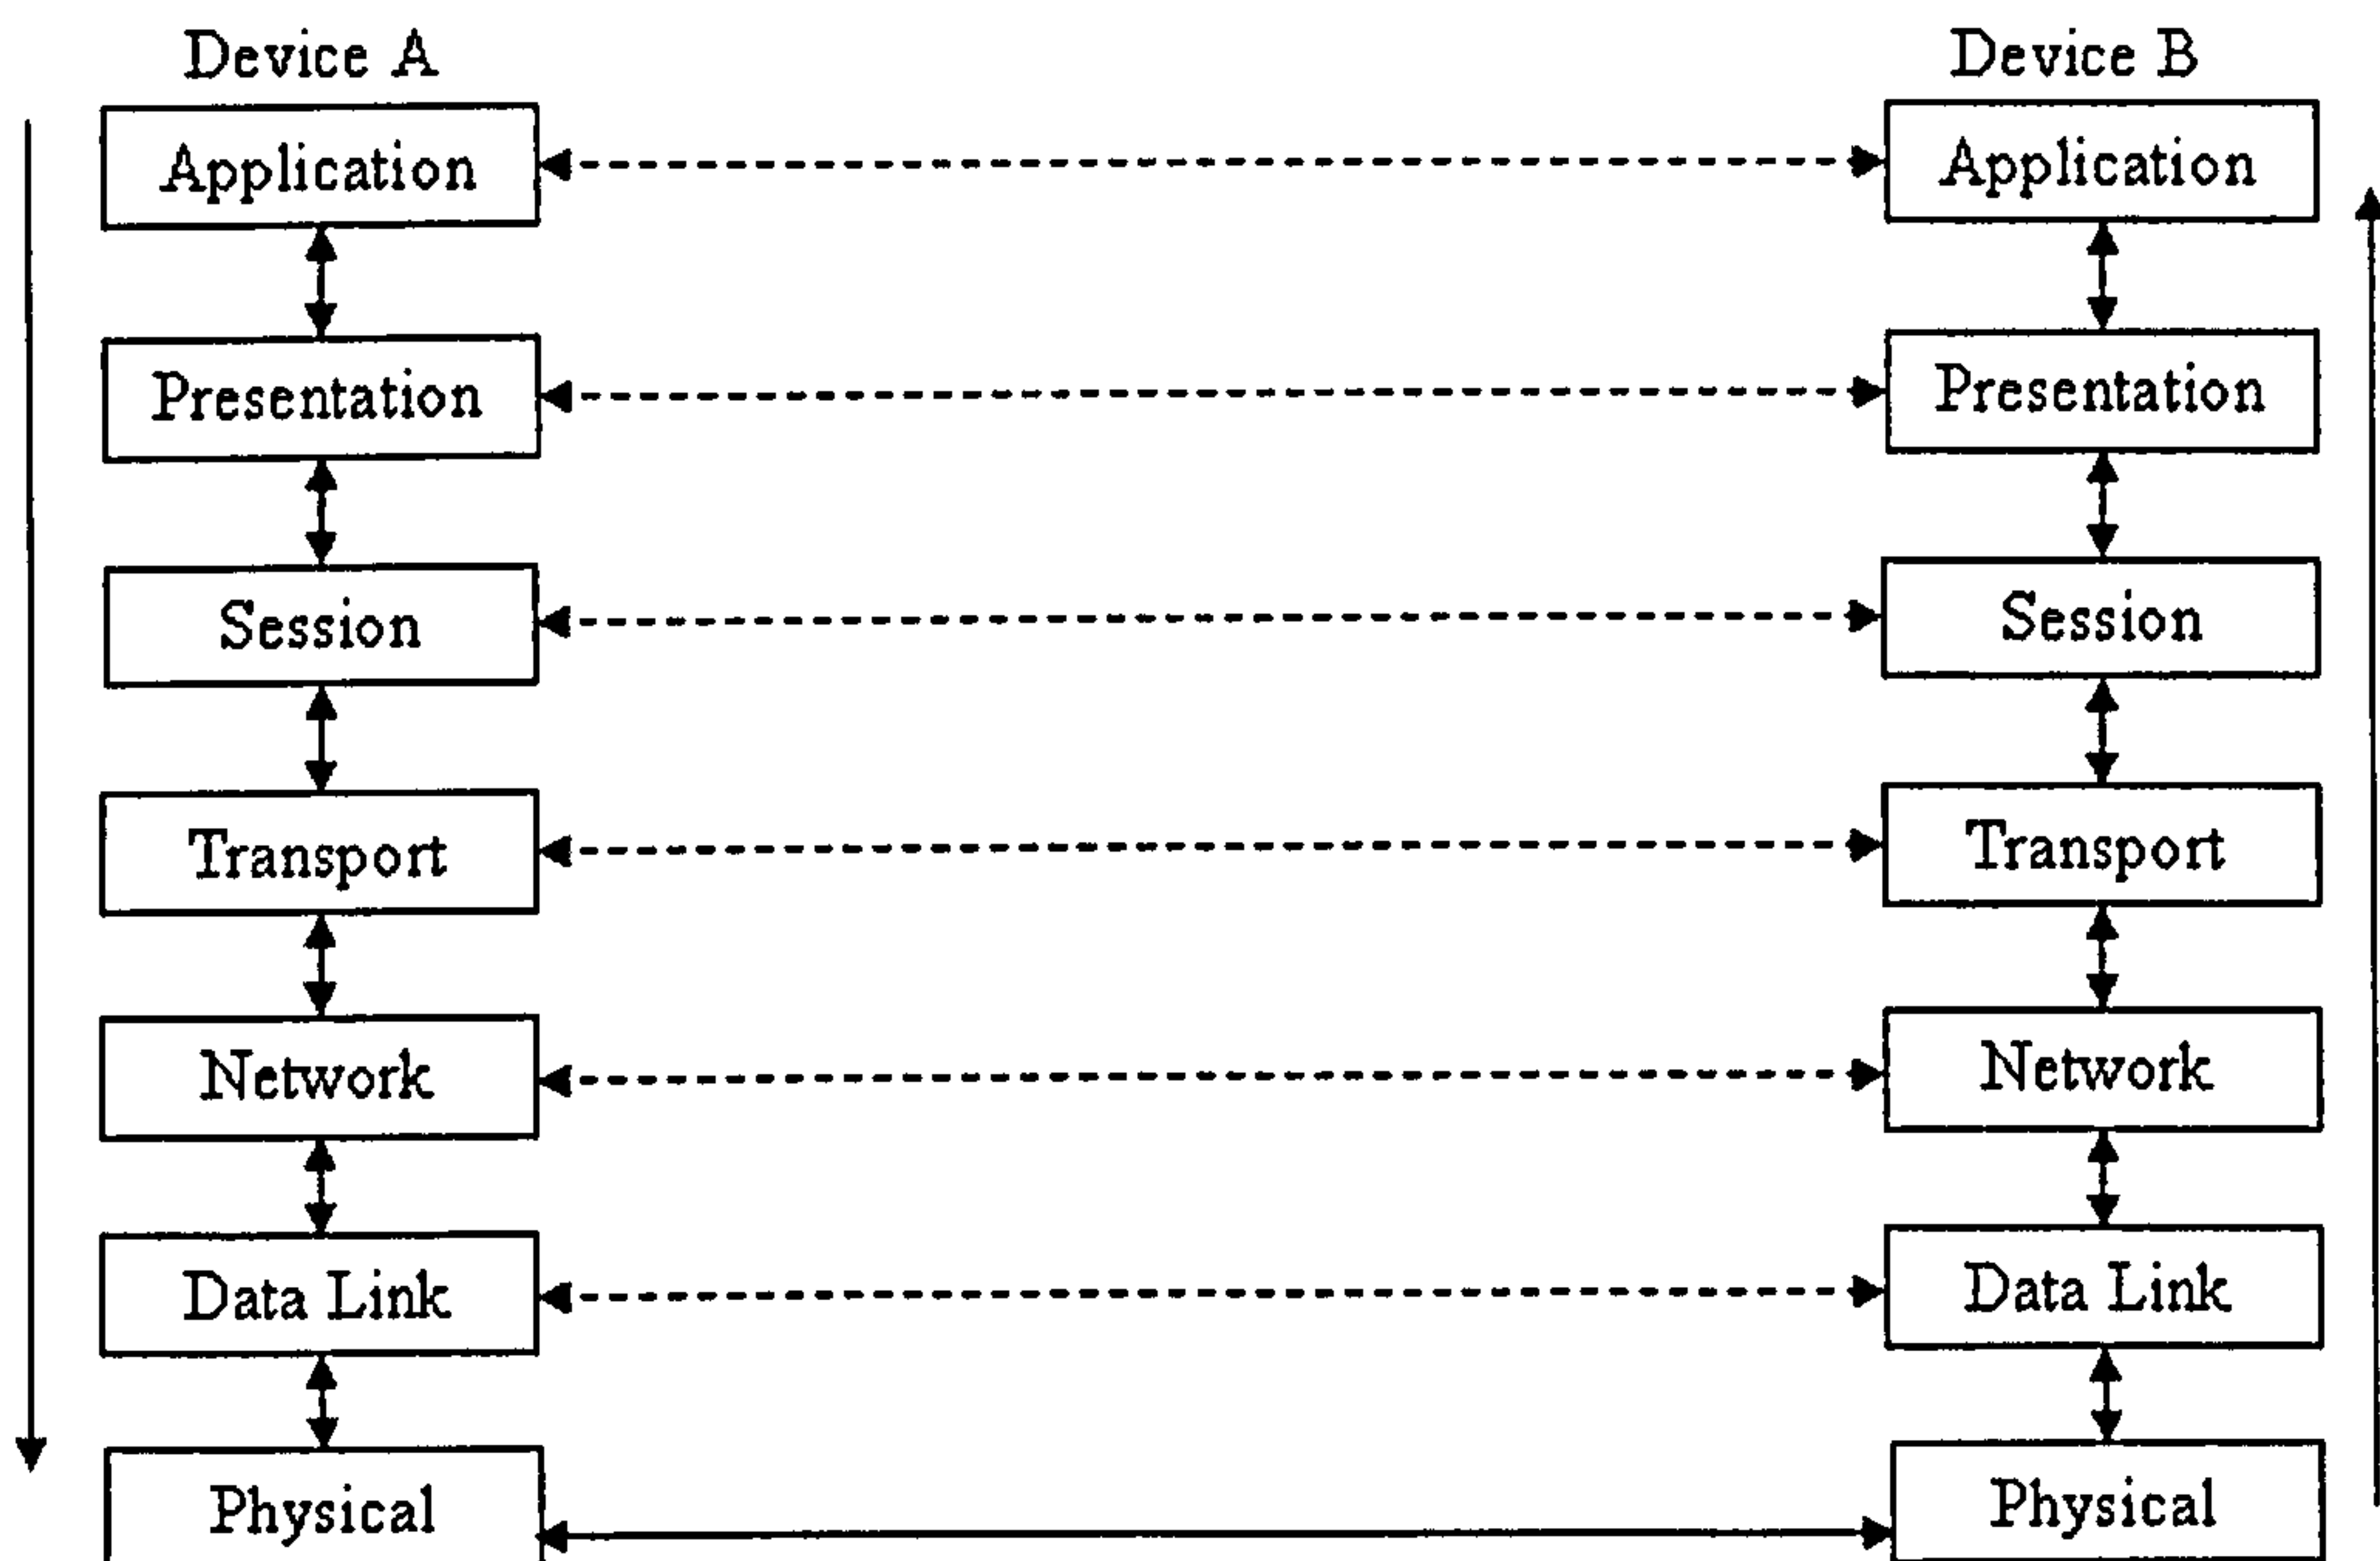 Device A Device B
Application Application
Presentation Presentation
Session Session
Transport Transport
Network Network
Data Link Data Link
Physical Physical